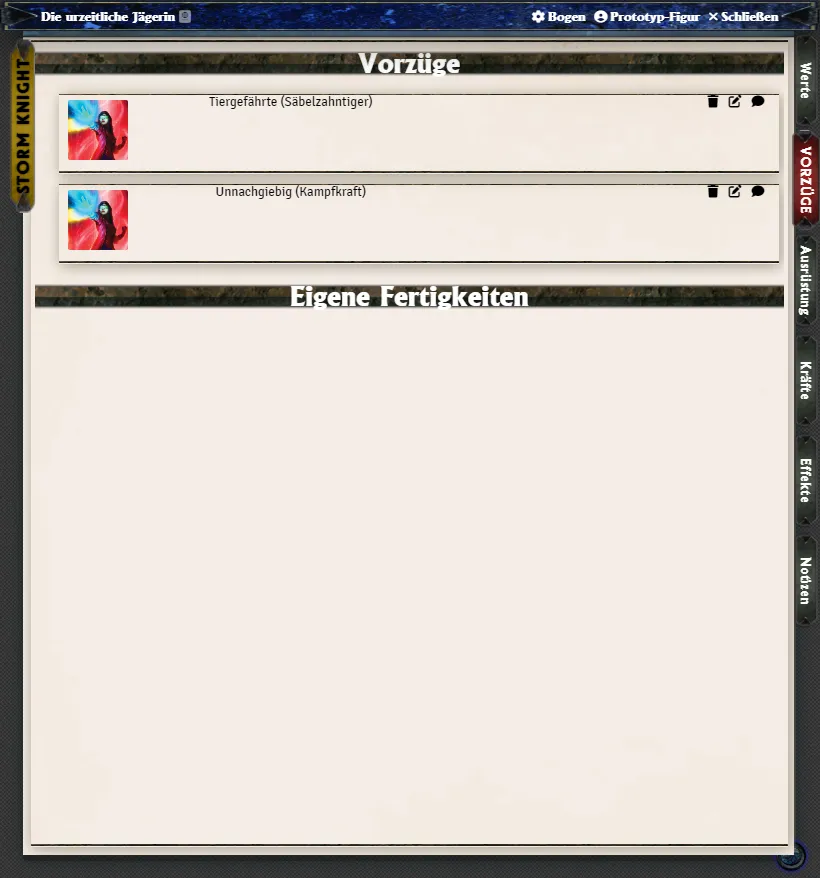 Die urzeitliche Jägerin
Bogen
Prototyp-Figur
Schließen
STORM KNIGHT
Vorzüge
Tiergefährte (Säbelzahntiger)
Unnachgiebig (Kampfkraft)
Eigene Fertigkeiten
Werte
VORZÜGE
Ausrüstung
Kräfte
Effekte
Notizen